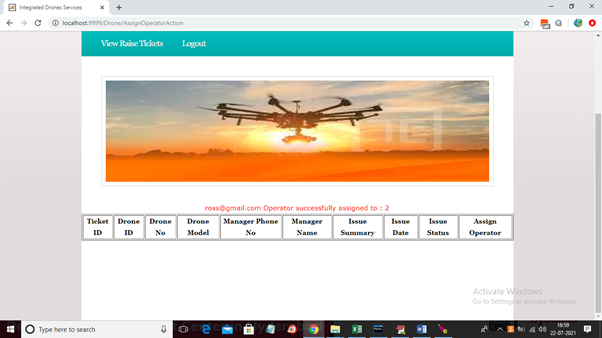 Integrated Drones Services
localhost:9999/Drone/AssignOperatorAction
View Raise Tickets Logout
ross@gmail.com Operator successfully assigned to : 2
Ticket ID Drone ID Drone No Drone Model Manager Phone No Manager Name Issue Summary Issue Date Issue Status Assign Operator
Activate Windows
Go to Settings to activate Windows.
Type here to search
16:59
22-07-2021